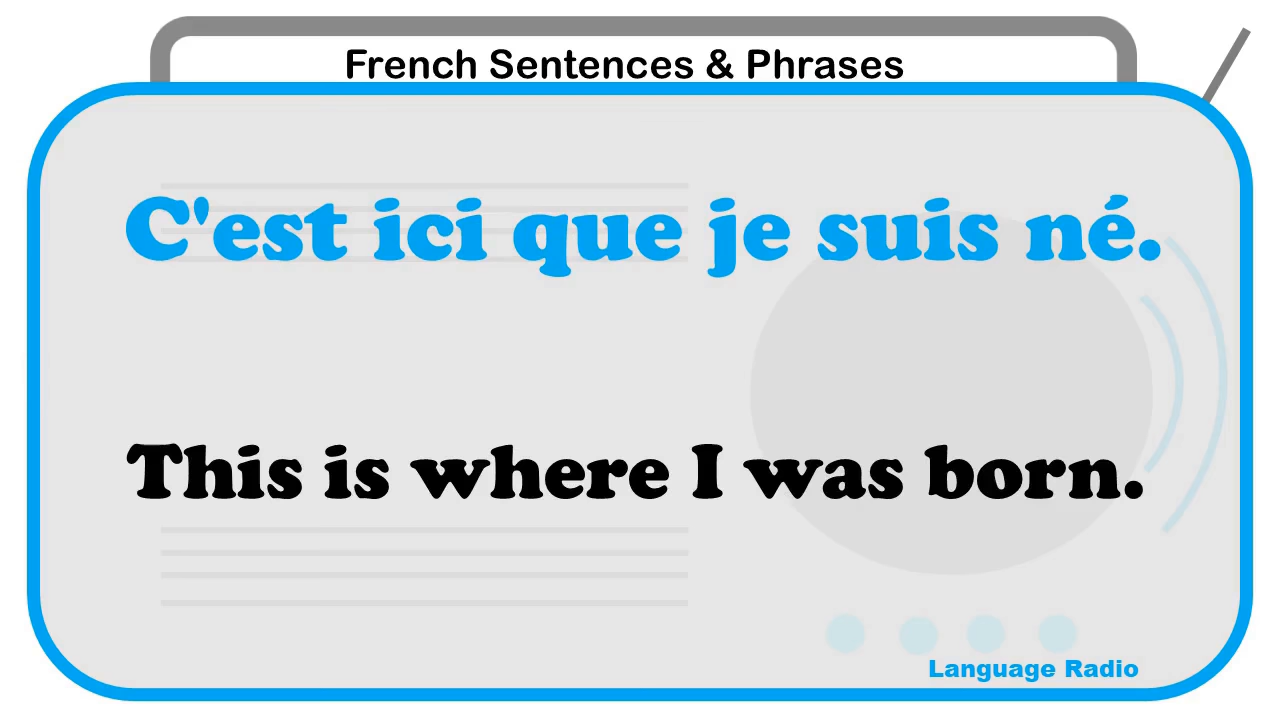 French Sentences & Phrases
C'est ici que je suis né.
This is where I was born.
Language Radio